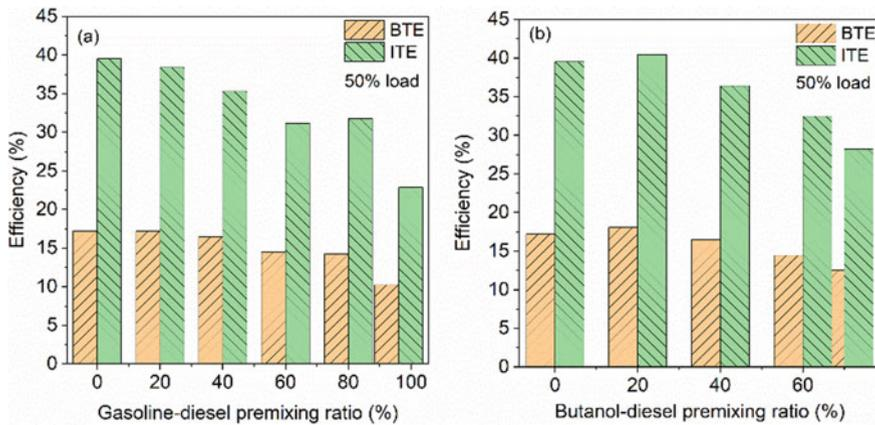 (a)
BTE
ITE
50% load
Efficiency (%)
45
40
35
30
25
20
15
10
5
0
0 20 40 60 80 100
Gasoline-diesel premixing ratio (%)
(b)
BTE
ITE
50% load
Efficiency (%)
45
40
35
30
25
20
15
10
5
0
0 20 40 60
Butanol-diesel premixing ratio (%)